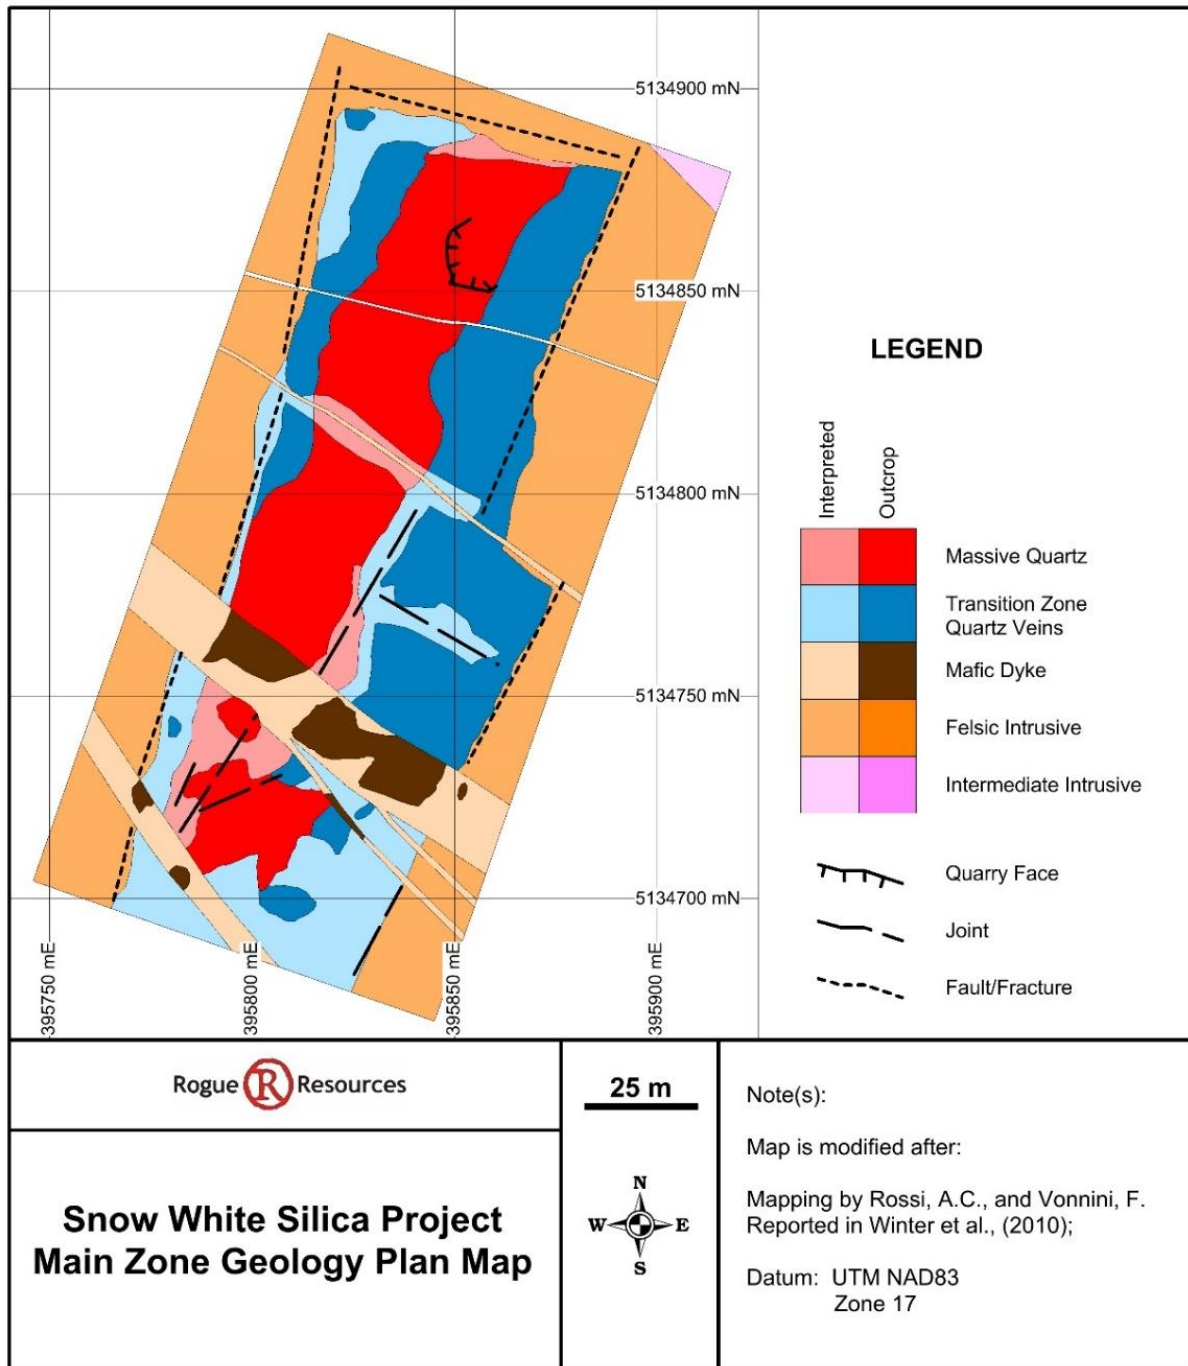 5134900 mN
5134850 mN
5134800 mN
5134750 mN
5134700 mN
395750 mE
395800 mE
395850 mE
395900 mE
LEGEND
Interpreted
Outcrop
Massive Quartz
Transition Zone
Quartz Veins
Mafic Dyke
Felsic Intrusive
Intermediate Intrusive
Quarry Face
Joint
Fault/Fracture
Rogue R Resources
Snow White Silica Project
Main Zone Geology Plan Map
25 m
N
W E
S
Note(s):
Map is modified after:
Mapping by Rossi, A.C., and Vonnini, F.
Reported in Winter et al., (2010);
Datum: UTM NAD83
Zone 17